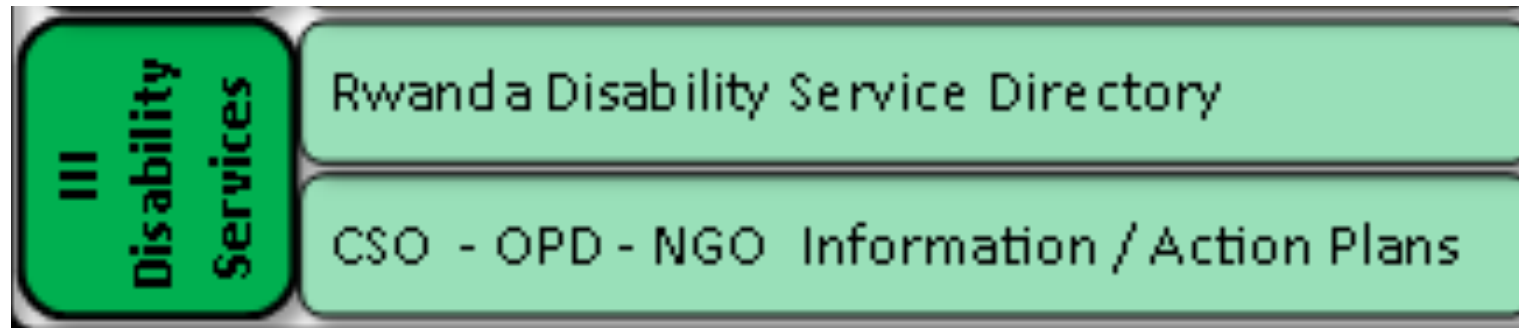 III
Disability
Services
Rwanda Disability Service Directory
CSO - OPD - NGO Information / Action Plans